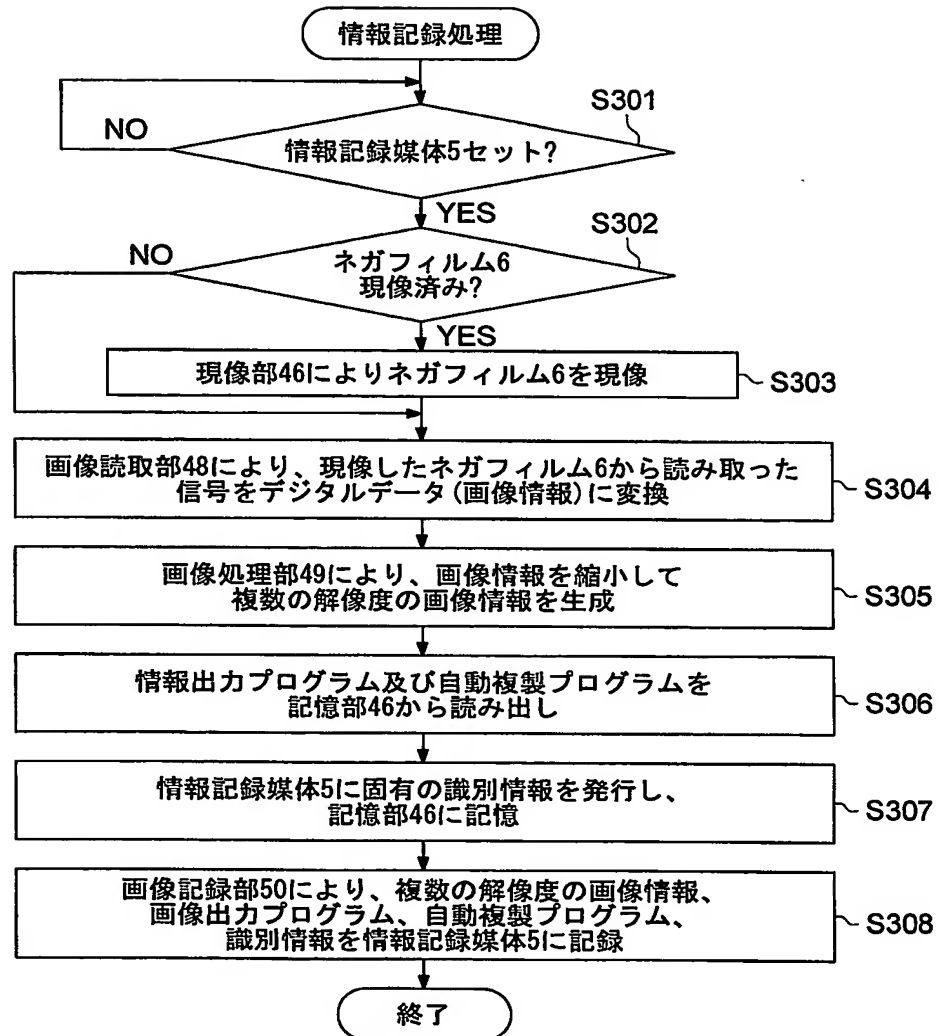 情報記録処理
S301
NO
情報記録媒体5セット?
YES
S302
NO
ネガフィルム6
現像済み?
YES
現像部46によりネガフィルム6を現像
S303
画像読取部48により、現像したネガフィルム6から読み取った
信号をデジタルデータ(画像情報)に変換
S304
画像処理部49により、画像情報を縮小して
複数の解像度の画像情報を生成
S305
情報出力プログラム及び自動複製プログラムを
記憶部46から読み出し
S306
情報記録媒体5に固有の識別情報を発行し、
記憶部46に記憶
S307
画像記録部50により、複数の解像度の画像情報、
画像出力プログラム、自動複製プログラム、
識別情報を情報記録媒体5に記録
S308
終了